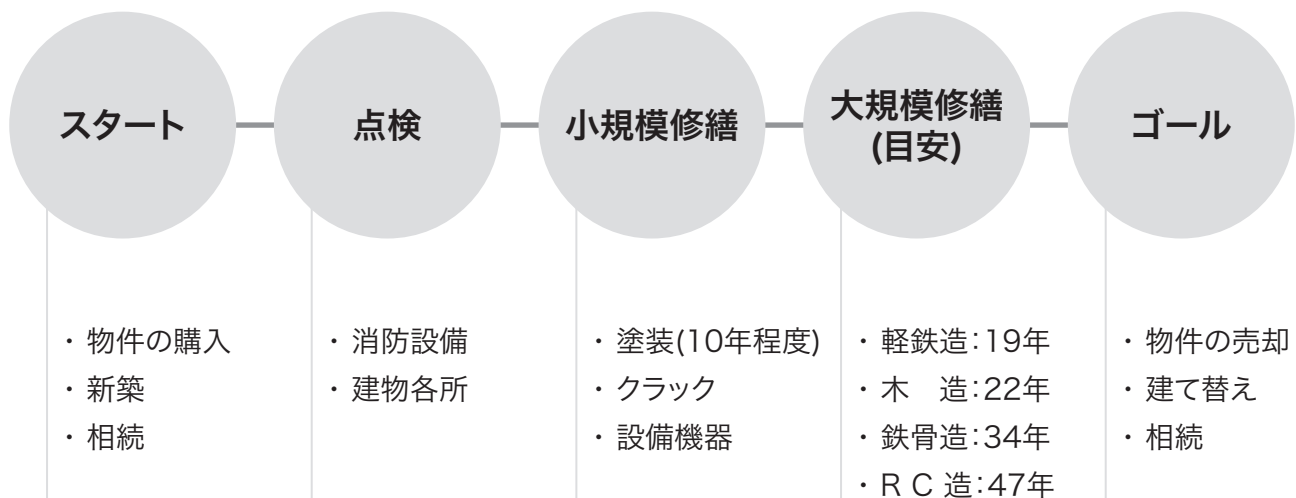 スタート
点検
小規模修繕
大規模修繕
(目安)
ゴール
・物件の購入
・新築
・相続
・消防設備
・建物各所
・塗装(10年程度)
・クラック
・設備機器
・軽鉄造:19年
・木　造:22年
・鉄骨造:34年
・ＲＣ造:47年
・物件の売却
・建て替え
・相続